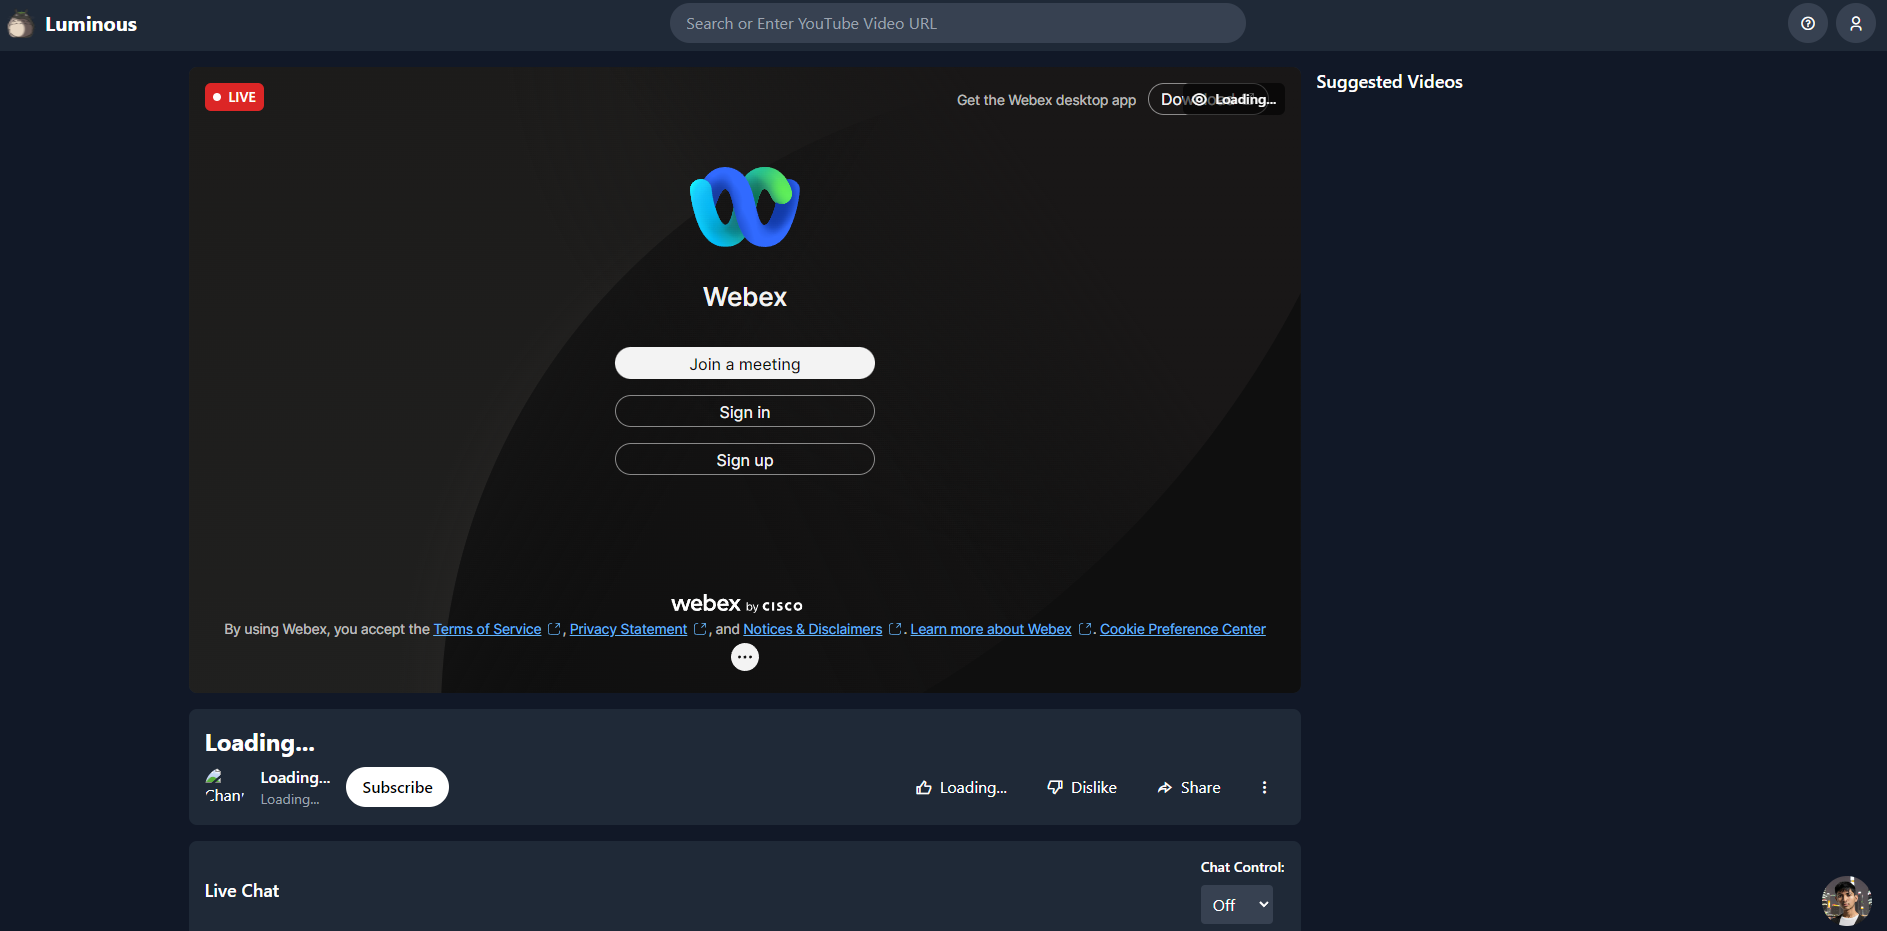 Luminous
Search or Enter YouTube Video URL
LIVE
Get the Webex desktop app
Loading...
Suggested Videos
Webex
Join a meeting
Sign in
Sign up
webex by CISCO
By using Webex, you accept the Terms of Service , Privacy Statement , and Notices & Disclaimers . Learn more about Webex . Cookie Preference Center
Loading...
Loading...
Loading...
Subscribe
Loading...
Dislike
Share
Live Chat
Chat Control:
Off